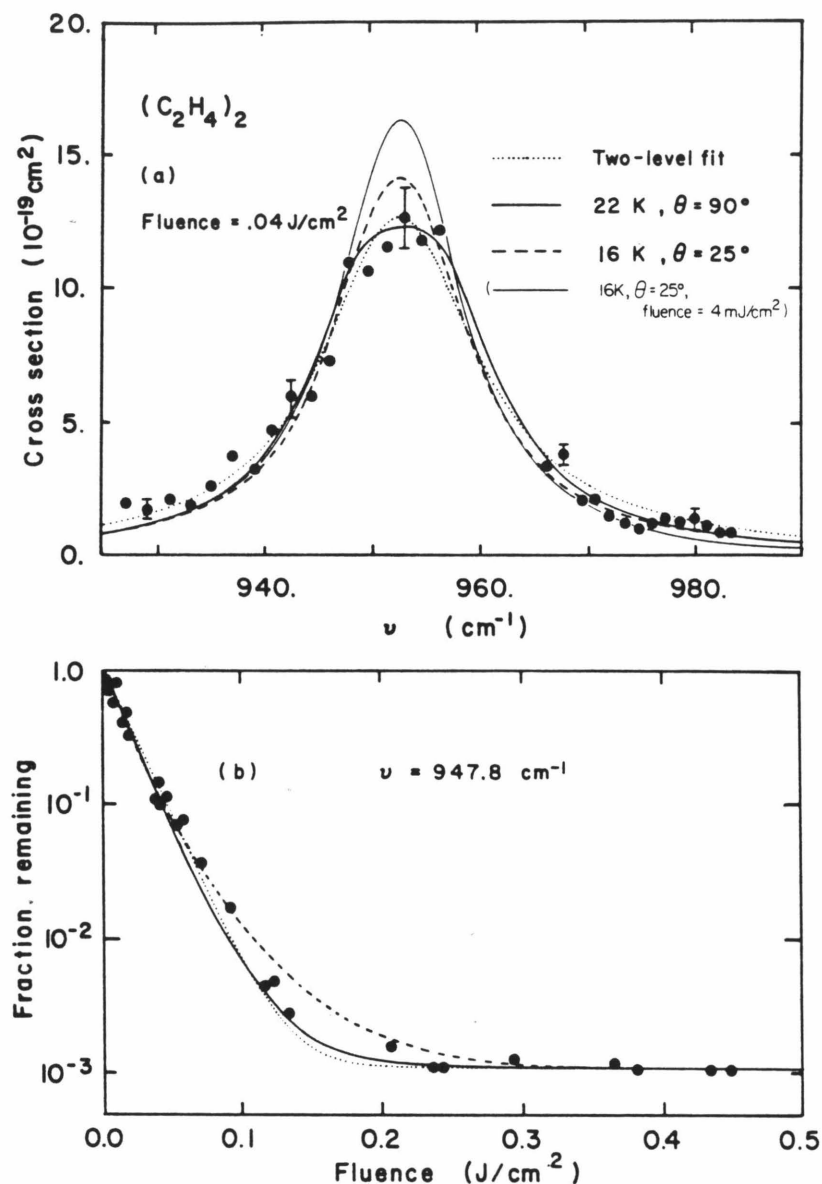 20.
15.
10.
5.
0.
Cross section (10⁻¹⁹cm²)
(C₂H₄)₂
(a)
Fluence = .04 J/cm²
Two-level fit
22 K, θ = 90°
16 K, θ = 25°
( 16K, θ = 25°,
fluence = 4 mJ/cm²)
940. 960. 980.
υ (cm⁻¹)
1.0
10⁻¹
10⁻²
10⁻³
Fraction. remaining
(b) υ = 947.8 cm⁻¹
0.0 0.1 0.2 0.3 0.4 0.5
Fluence (J/cm.²)